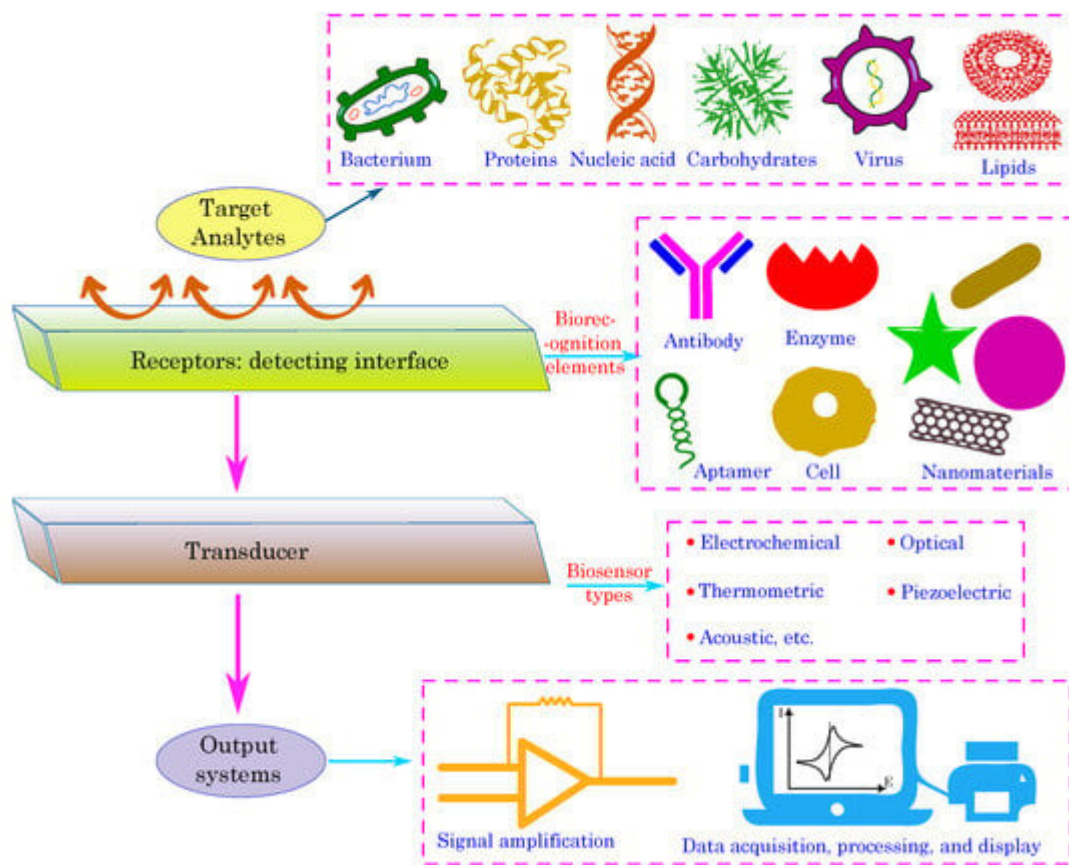 Bacterium
Proteins
Nucleic acid
Carbohydrates
Virus
Lipids
Target
Analytes
Receptors: detecting interface
Biorec-
-ognition
elements
Antibody
Enzyme
Aptamer
Cell
Nanomaterials
Transducer
Biosensor
types
• Electrochemical
• Optical
• Thermometric
• Piezoelectric
• Acoustic, etc.
Output
systems
I
E
Signal amplification
Data acquisition, processing, and display